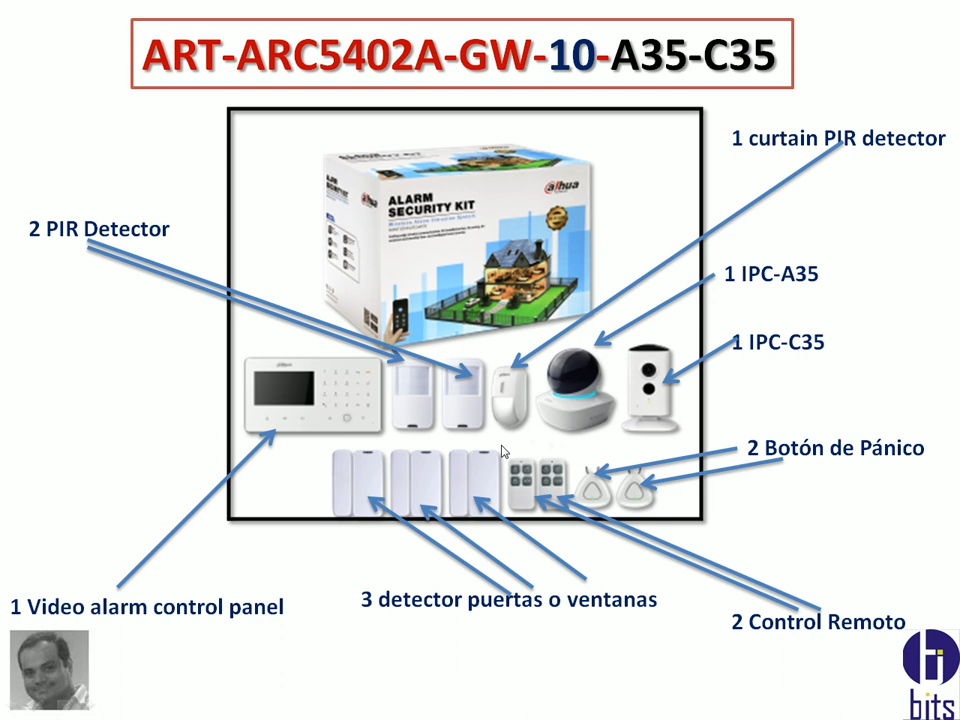 ART-ARC5402A-GW-10-A35-C35
1 curtain PIR detector
2 PIR Detector
alhua
ALARM
SECURITY KIT
1 IPC-A35
1 IPC-C35
2 Botón de Pánico
1 Video alarm control panel
3 detector puertas o ventanas
2 Control Remoto
bits